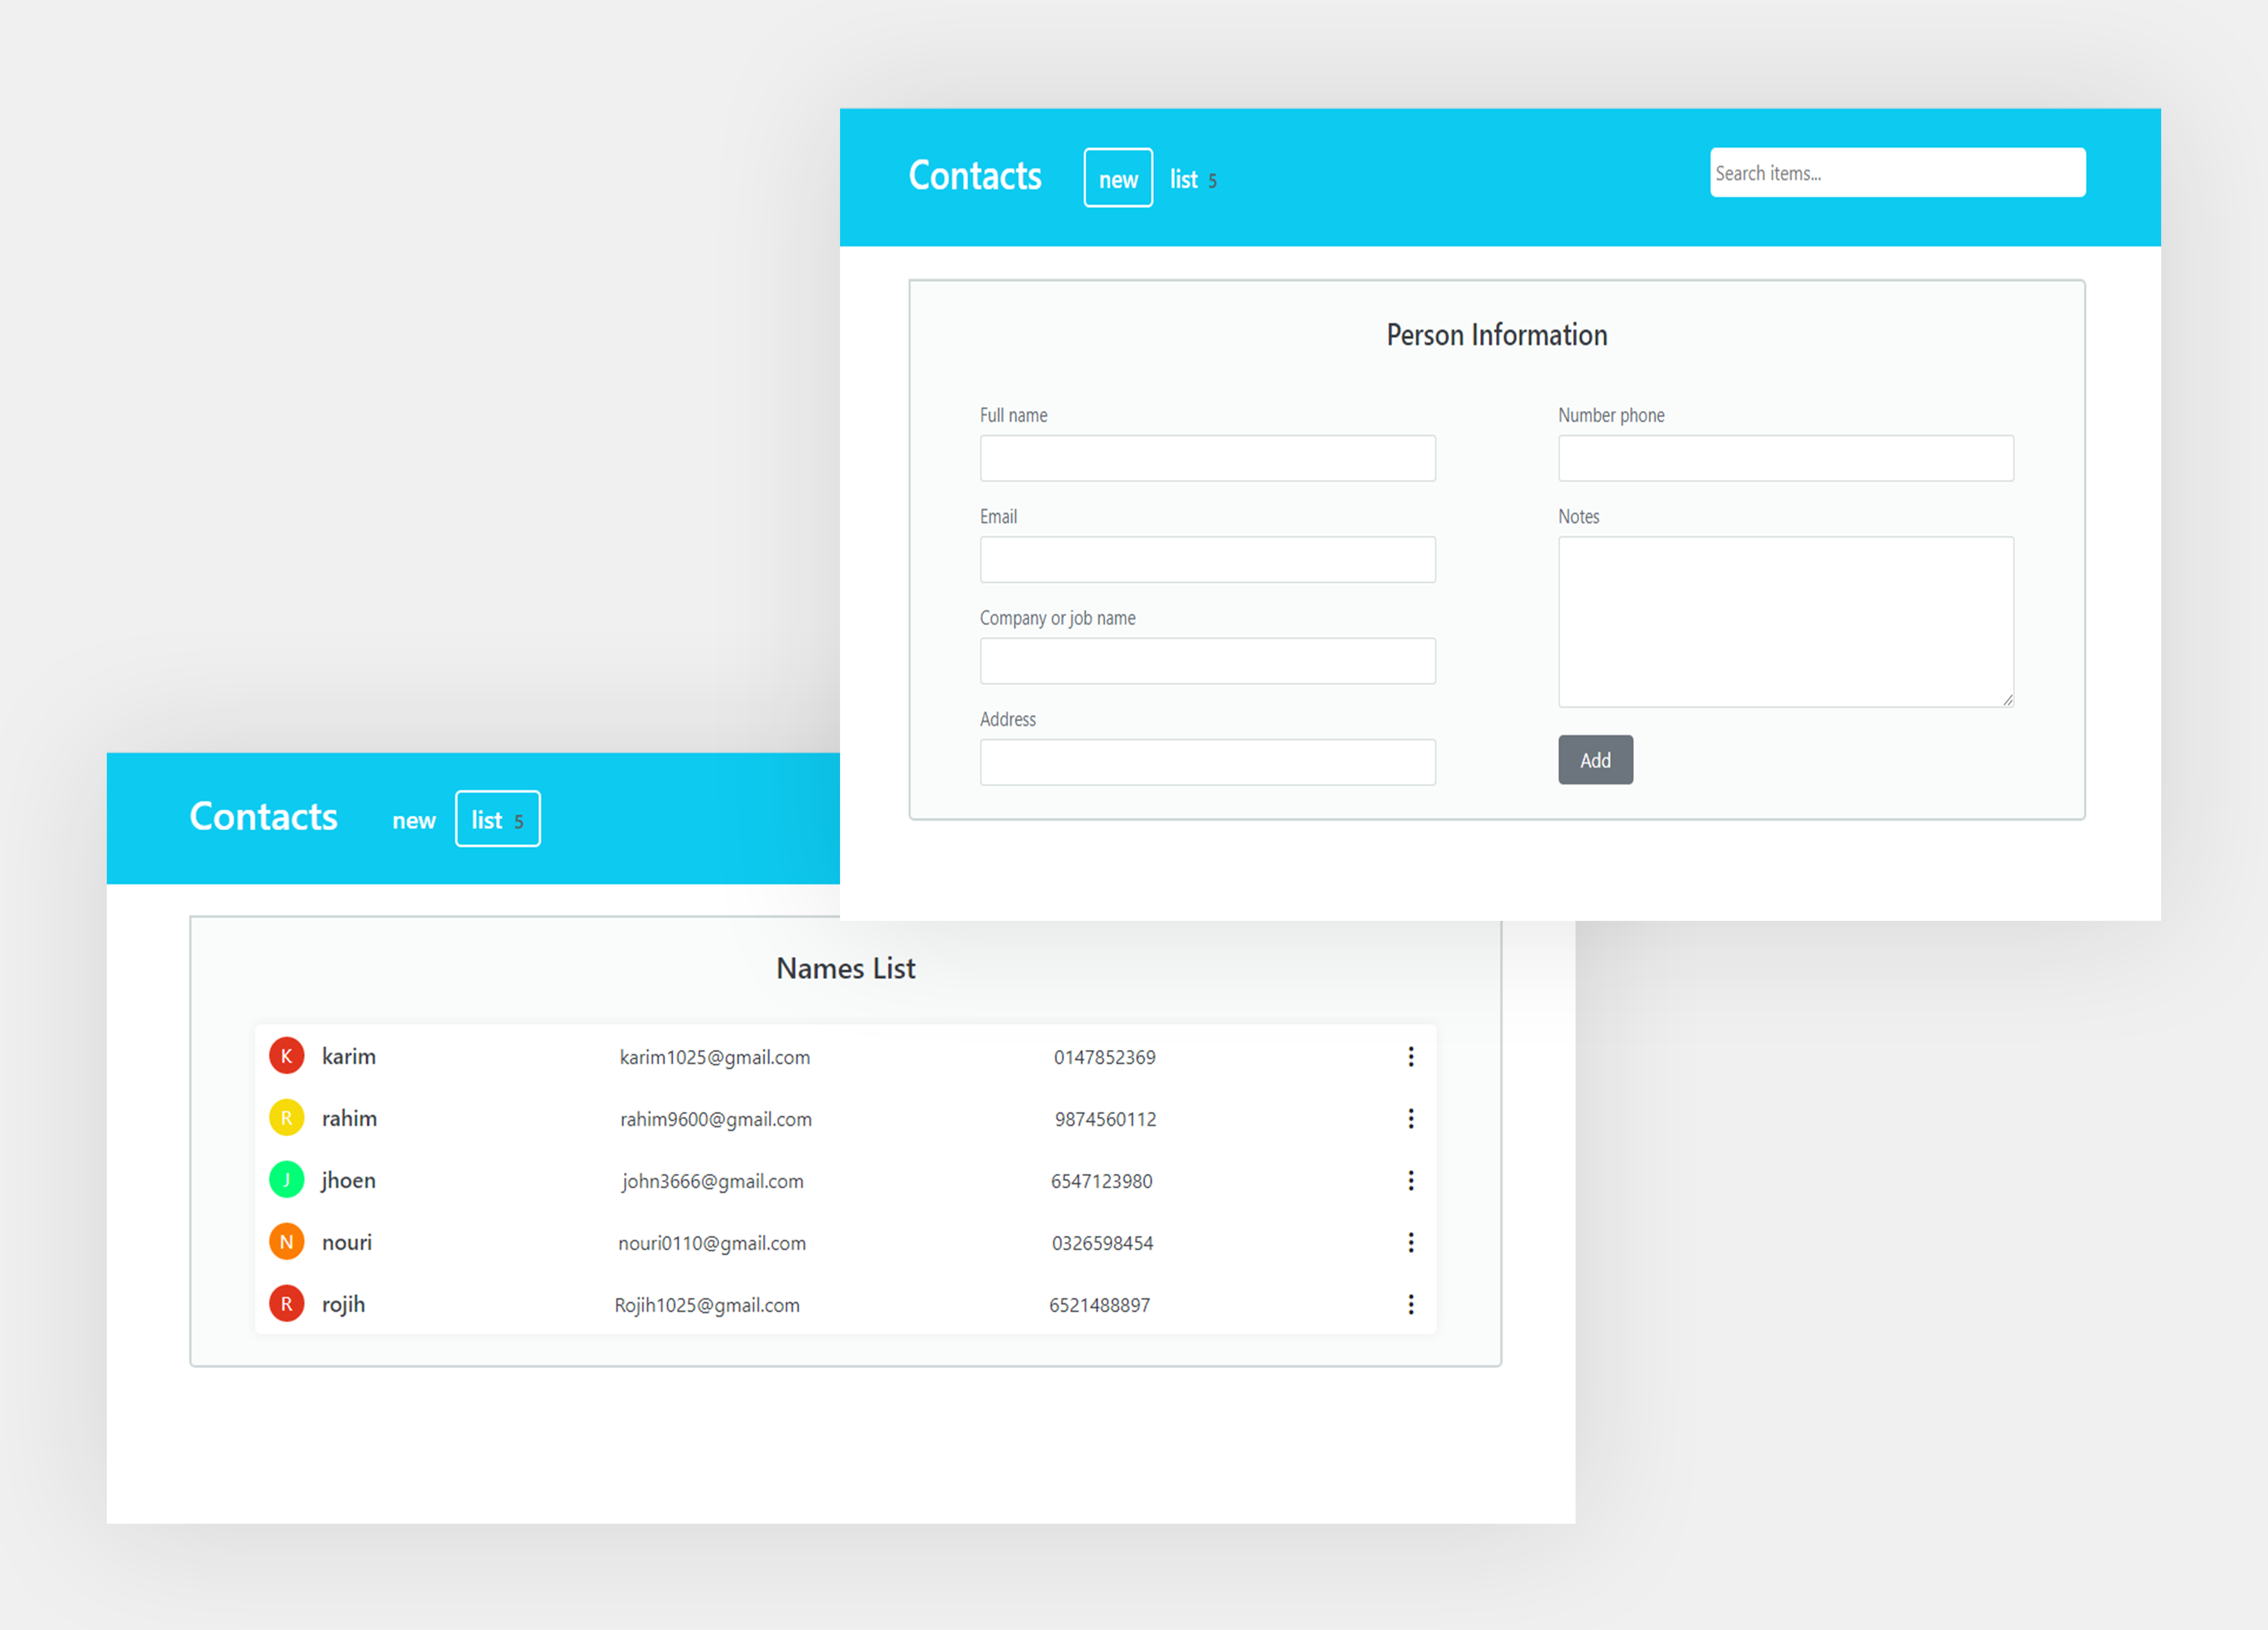 Contacts new list 5 Search items...
Person Information
Full name
Number phone
Email
Notes
Company or job name
Address
Add
Contacts new list 5
Names List
K karim karim1025@gmail.com 0147852369
R rahim rahim9600@gmail.com 9874560112
J jhoen john3666@gmail.com 6547123980
N nouri nouri0110@gmail.com 0326598454
R rojih Rojih1025@gmail.com 6521488897